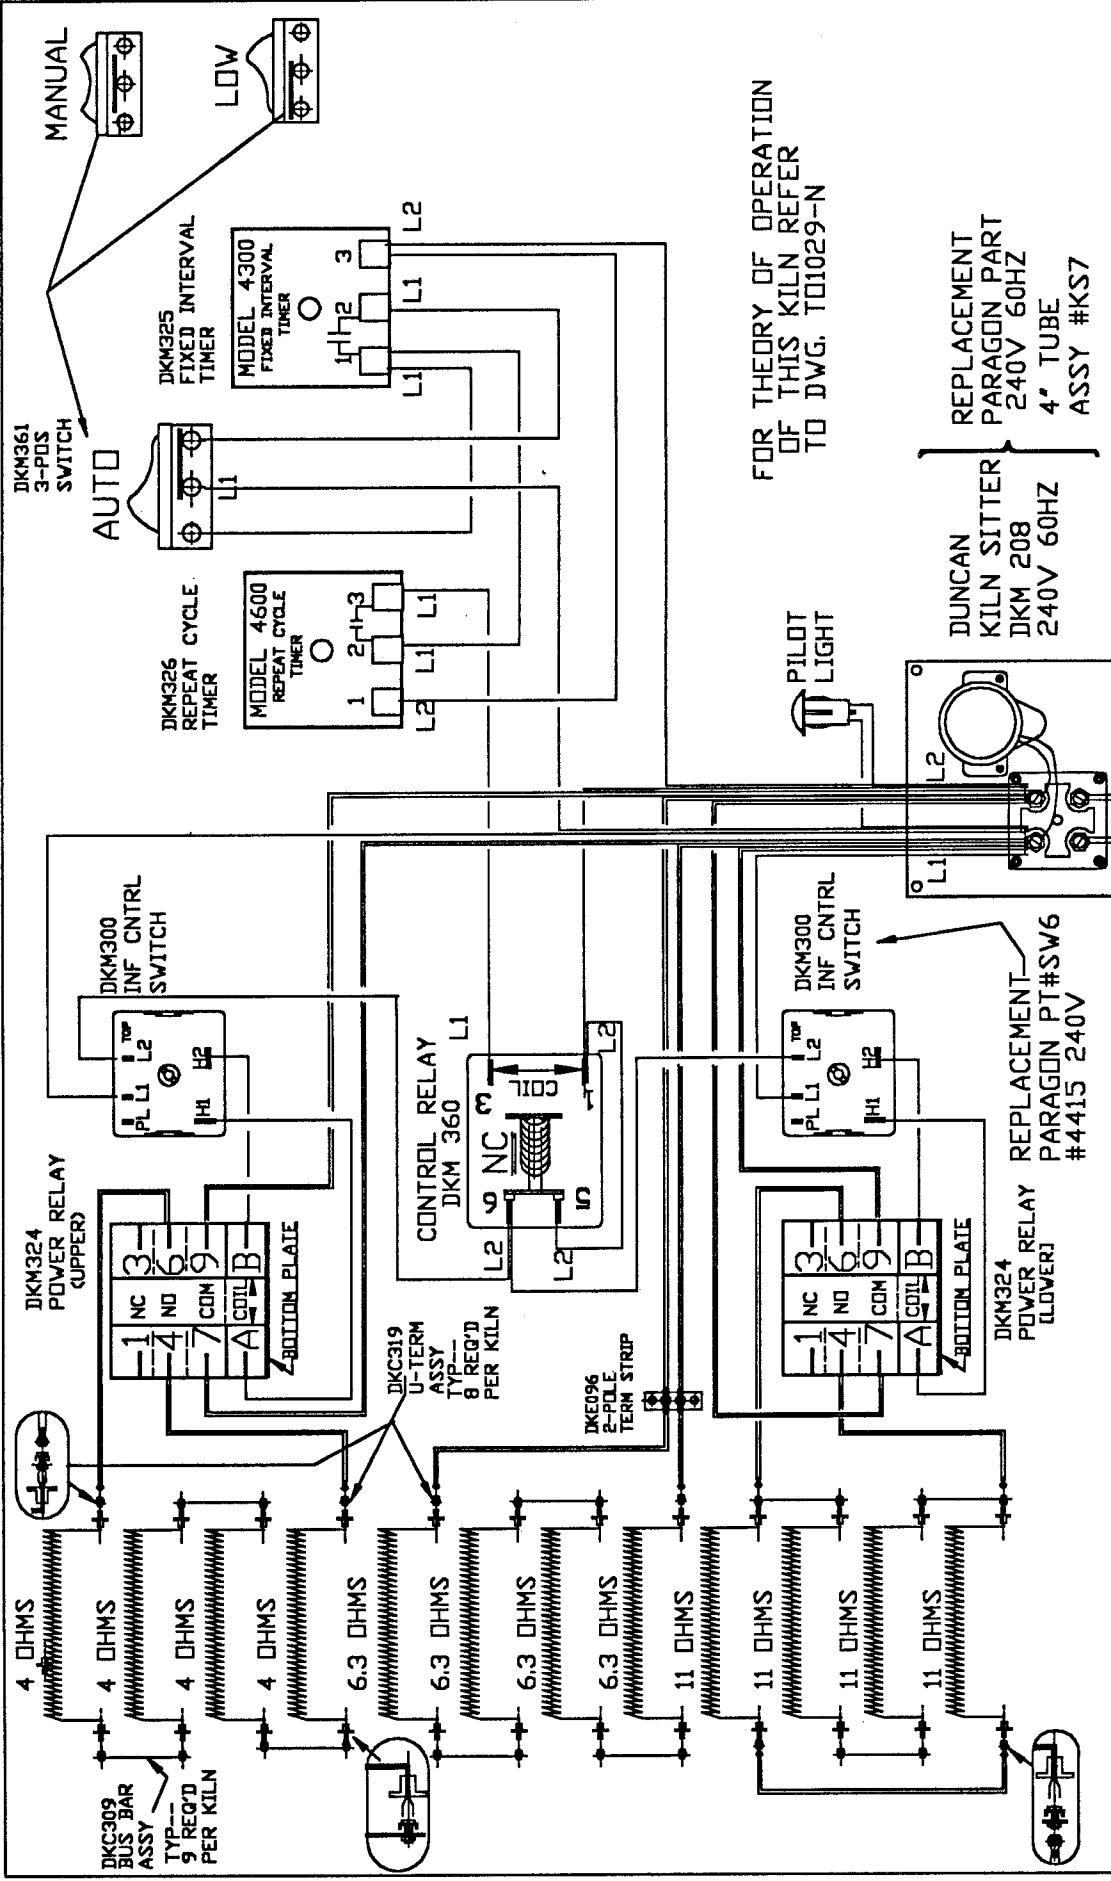 MANUAL
LOW
DKM361
3-POS
SWITCH
AUTO
L1
DKM325
FIXED INTERVAL
TIMER
MODEL 4300
FIXED INTERVAL
TIMER
1
2
3
L1
L1
L2
DKM326
REPEAT CYCLE
TIMER
MODEL 4600
REPEAT CYCLE
TIMER
1
2
3
L2
L1
L1
FOR THEORY OF OPERATION
OF THIS KILN REFER
TO DWG. TO1029-N
DKM300
INF CNTRL
SWITCH
TOP
PL
L1
L2
H1
H2
DKM324
POWER RELAY
(UPPER)
1
NC
3
4
NO
6
7
COM
9
A
COIL
B
BOTTOM PLATE
CONTROL RELAY
DKM 360
L1
3
NC
COIL
1
6
5
L2
L2
L2
PILOT
LIGHT
DKC319
U-TERM
ASSY
TYP---
8 REQ'D
PER KILN
DKE096
2-POLE
TERM STRIP
DKM300
INF CNTRL
SWITCH
TOP
PL
L1
L2
H1
H2
REPLACEMENT
PARAGON PT#SW6
#4415 240V
1
NC
3
4
NO
6
7
COM
9
A
COIL
B
BOTTOM PLATE
DKM324
POWER RELAY
[LOWER]
L1
L2
DUNCAN
KILN SITTER
DKM 208
240V 60HZ
REPLACEMENT
PARAGON PART
240V 60HZ
4" TUBE
ASSY #KS7
4 OHMS
4 OHMS
4 OHMS
4 OHMS
6.3 OHMS
6.3 OHMS
6.3 OHMS
6.3 OHMS
11 OHMS
11 OHMS
11 OHMS
11 OHMS
DKC309
BUS BAR
ASSY
TYP---
9 REQ'D
PER KILN